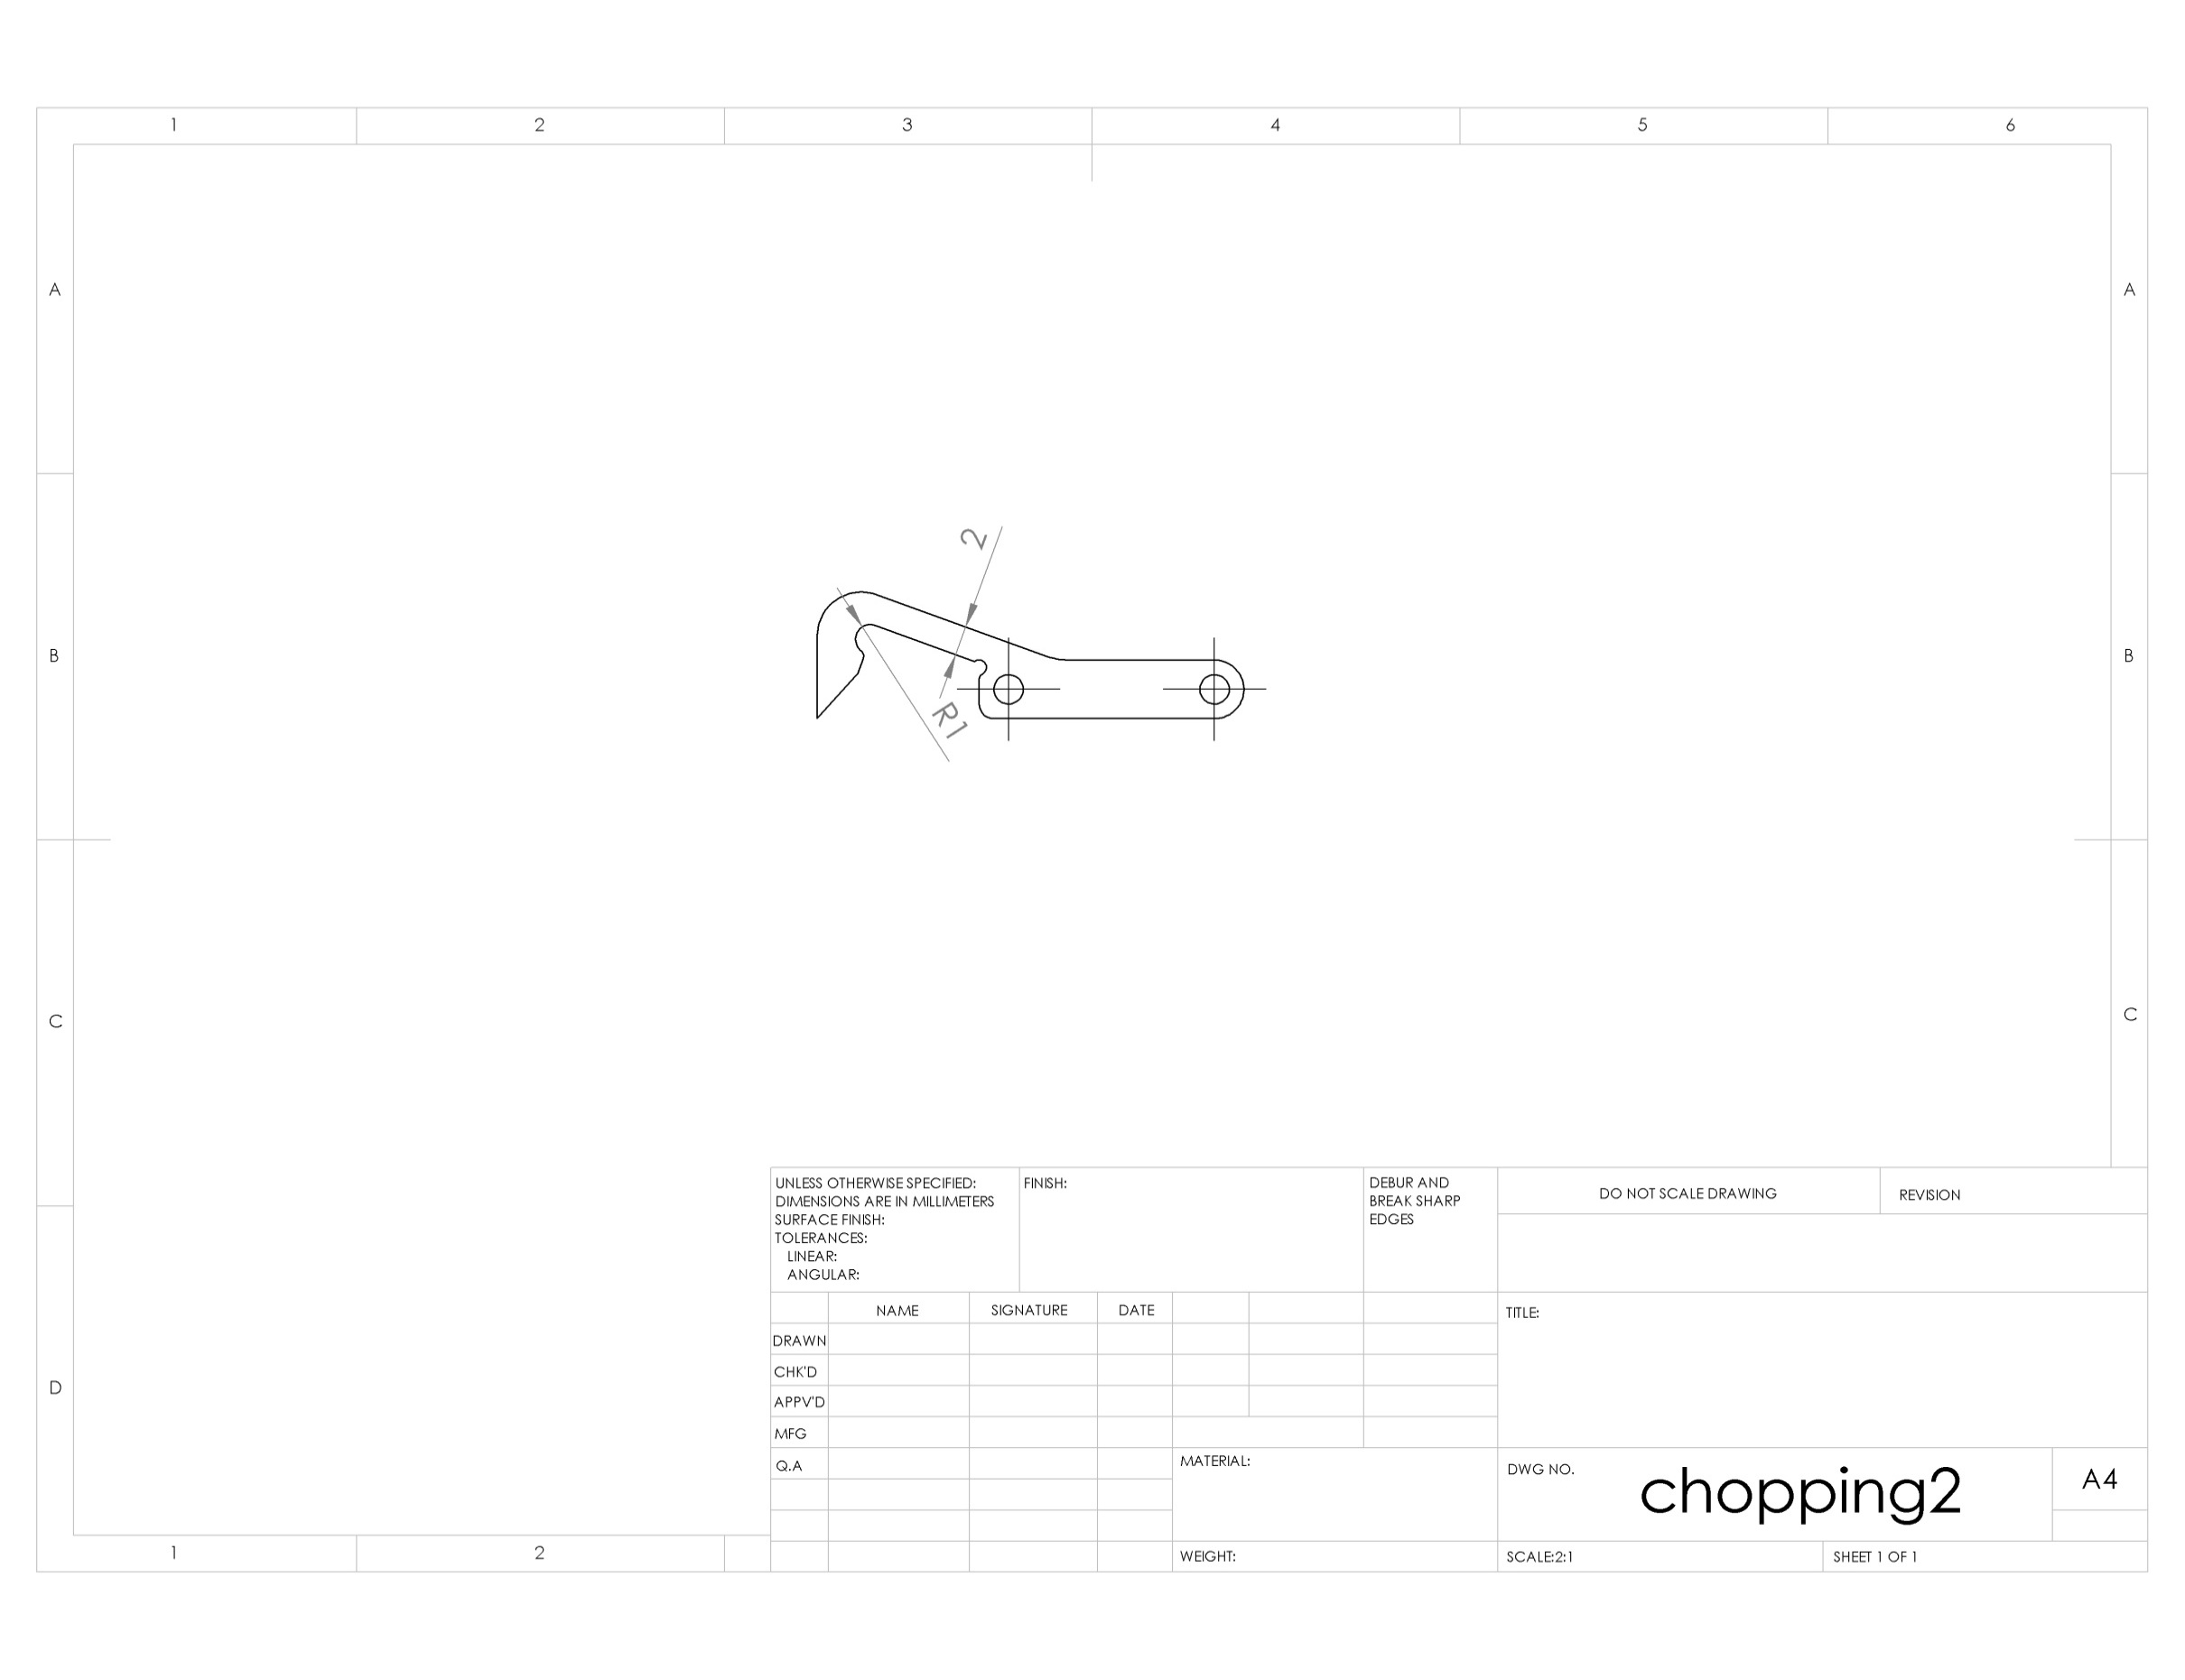 1 2 3 4 5 6
A A
2
B B
R1
C C
UNLESS OTHERWISE SPECIFIED:
DIMENSIONS ARE IN MILLIMETERS
SURFACE FINISH:
TOLERANCES:
LINEAR:
ANGULAR:
FINISH:
DEBUR AND
BREAK SHARP
EDGES
DO NOT SCALE DRAWING
REVISION
NAME SIGNATURE DATE
DRAWN
CHK'D
APPV'D
MFG
Q.A
TITLE:
D
MATERIAL:
DWG NO.
chopping2
A4
WEIGHT:
SCALE:2:1
SHEET 1 OF 1
1 2